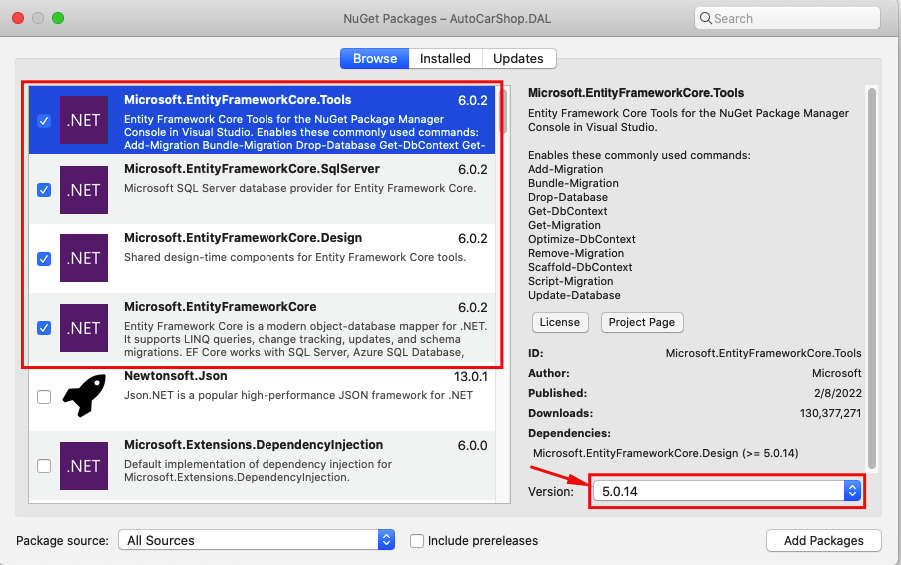 NuGet Packages – AutoCarShop.DAL
Search
Browse
Installed
Updates
.NET
Microsoft.EntityFrameworkCore.Tools
6.0.2
Entity Framework Core Tools for the NuGet Package Manager
Console in Visual Studio. Enables these commonly used commands:
Add-Migration Bundle-Migration Drop-Database Get-DbContext Get-
.NET
Microsoft.EntityFrameworkCore.SqlServer
6.0.2
Microsoft SQL Server database provider for Entity Framework Core.
.NET
Microsoft.EntityFrameworkCore.Design
6.0.2
Shared design-time components for Entity Framework Core tools.
.NET
Microsoft.EntityFrameworkCore
6.0.2
Entity Framework Core is a modern object-database mapper for .NET.
It supports LINQ queries, change tracking, updates, and schema
migrations. EF Core works with SQL Server, Azure SQL Database,
Newtonsoft.Json
13.0.1
Json.NET is a popular high-performance JSON framework for .NET
.NET
Microsoft.Extensions.DependencyInjection
6.0.0
Default implementation of dependency injection for
Microsoft.Extensions.DependencyInjection.
Microsoft.EntityFrameworkCore.Tools
Entity Framework Core Tools for the NuGet Package Manager
Console in Visual Studio.
Enables these commonly used commands:
Add-Migration
Bundle-Migration
Drop-Database
Get-DbContext
Get-Migration
Optimize-DbContext
Remove-Migration
Scaffold-DbContext
Script-Migration
Update-Database
License
Project Page
ID: Microsoft.EntityFrameworkCore.Tools
Author: Microsoft
Published: 2/8/2022
Downloads: 130,377,271
Dependencies:
Microsoft.EntityFrameworkCore.Design (>= 5.0.14)
Version: 5.0.14
Package source: All Sources
Include prereleases
Add Packages